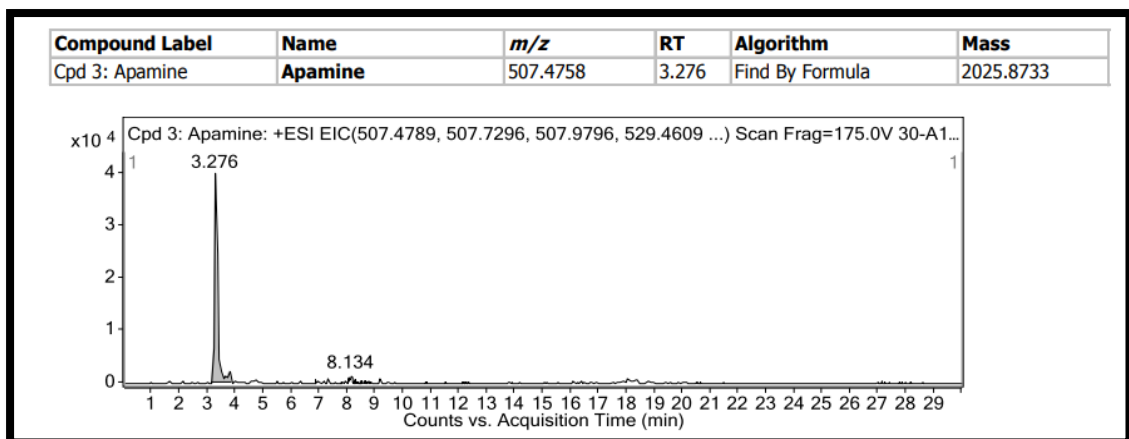 Compound Label Name m/z RT Algorithm Mass
Cpd 3: Apamine Apamine 507.4758 3.276 Find By Formula 2025.8733
x10 4 Cpd 3: Apamine: +ESI EIC(507.4789, 507.7296, 507.9796, 529.4609 ...) Scan Frag=175.0V 30-A1...
1 3.276 1
4
3
2
1
8.134
0
1 2 3 4 5 6 7 8 9 10 11 12 13 14 15 16 17 18 19 20 21 22 23 24 25 26 27 28 29
Counts vs. Acquisition Time (min)